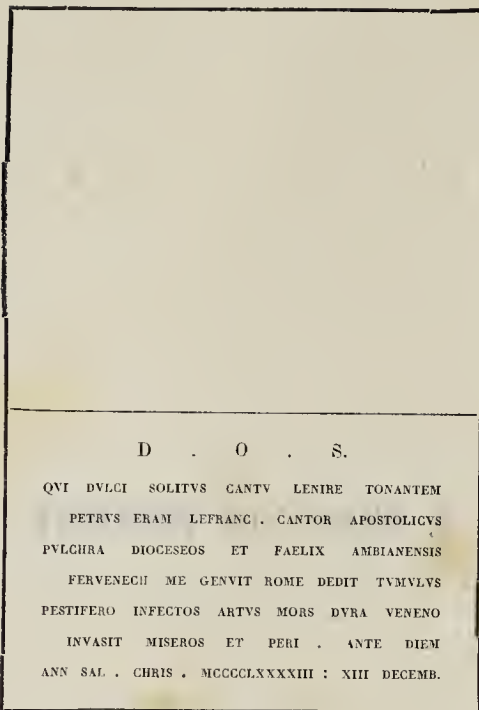 D . O . S.
QVI DVLCI SOLITVS CANTV LENIRE TONANTEM
PETRVS ERAM LEFRANC . CANTOR APOSTOLICVS
PVLCHRA DIOCESEOS ET FAELIX AMBIANENSIS
FERVENECH ME GENVIT ROME DEDIT TVMVLVS
PESTIFERO INFECTOS ARTVS MORS DVRA VENENO
INVASIT MISEROS ET PERI . ANTE DIEM
ANN SAL . CHRIS . MCCCCLXXXXIII : XIII DECEMB.